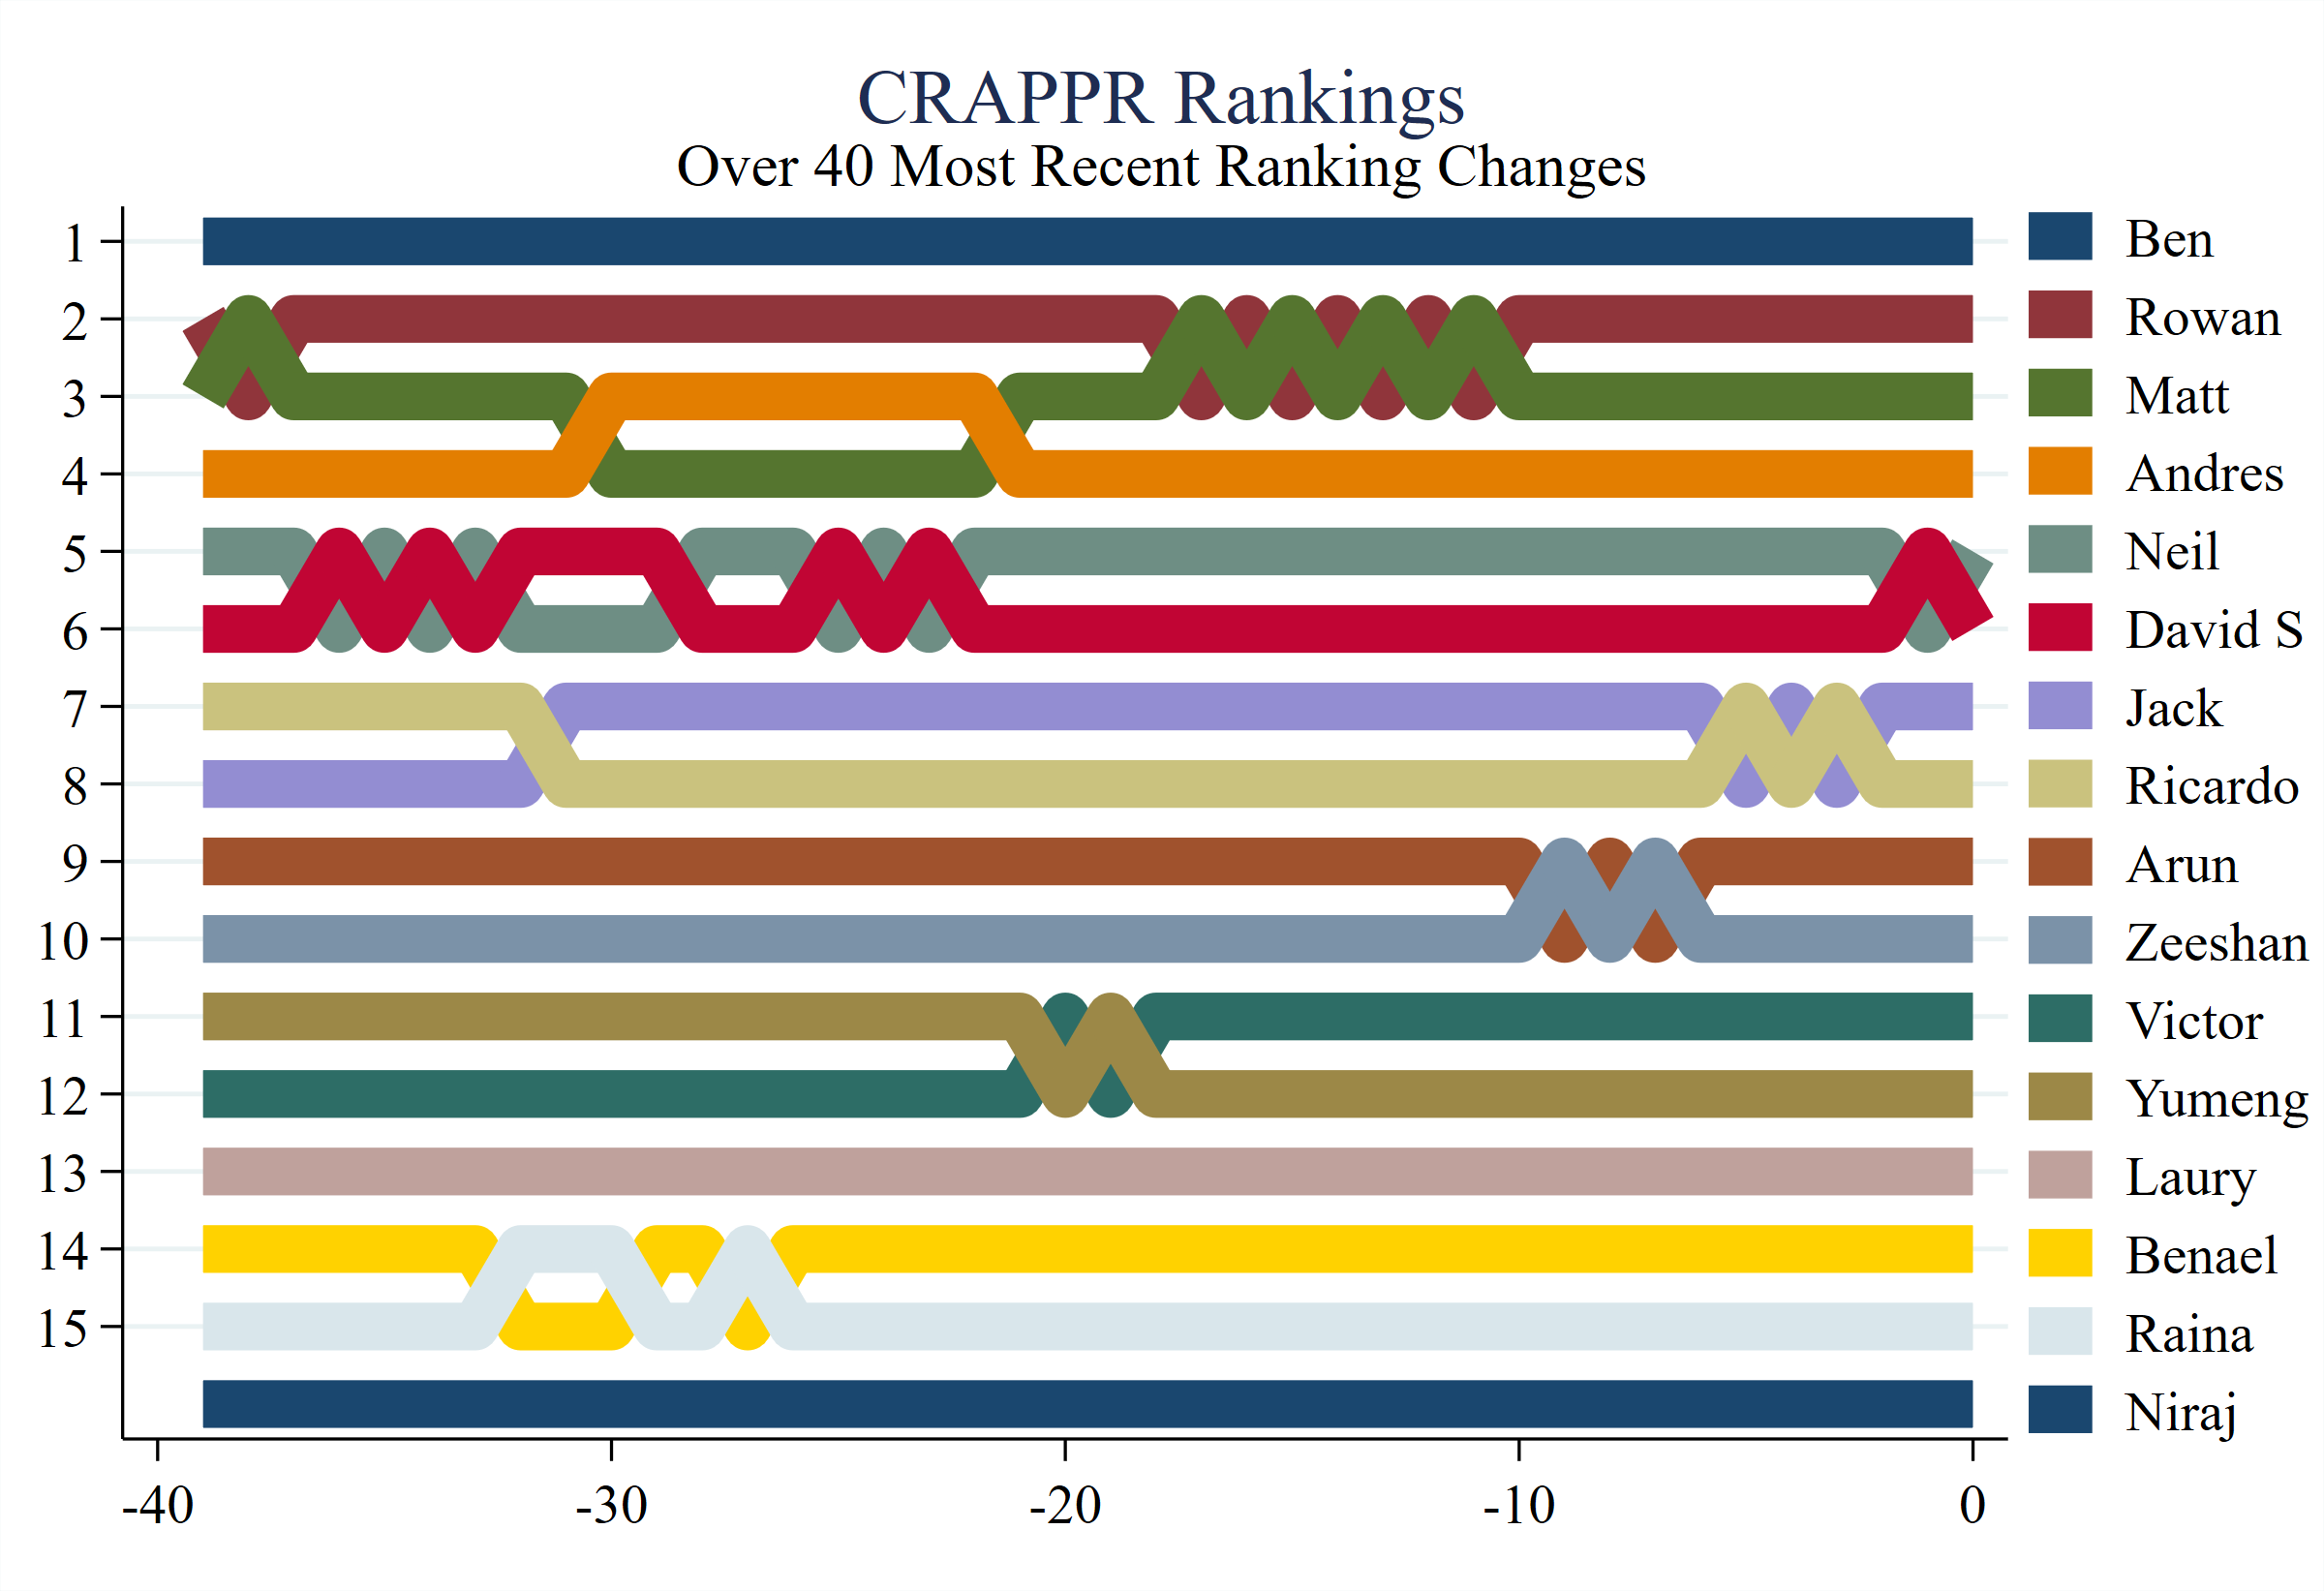 CRAPPR Rankings
Over 40 Most Recent Ranking Changes
1
2
3
4
5
6
7
8
9
10
11
12
13
14
15
-40
-30
-20
-10
0
Ben
Rowan
Matt
Andres
Neil
David S
Jack
Ricardo
Arun
Zeeshan
Victor
Yumeng
Laury
Benael
Raina
Niraj